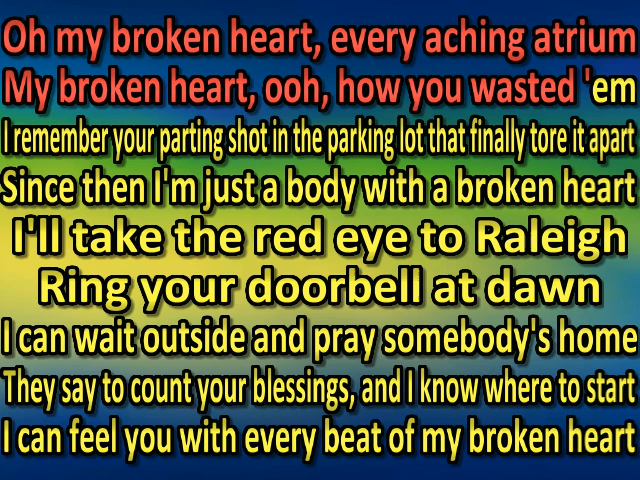 Oh my broken heart, every aching atrium
My broken heart, ooh, how you wasted 'em
I remember your parting shot in the parking lot that finally tore it apart
Since then I'm just a body with a broken heart
I'll take the red eye to Raleigh
Ring your doorbell at dawn
I can wait outside and pray somebody's home
They say to count your blessings, and I know where to start
I can feel you with every beat of my broken heart